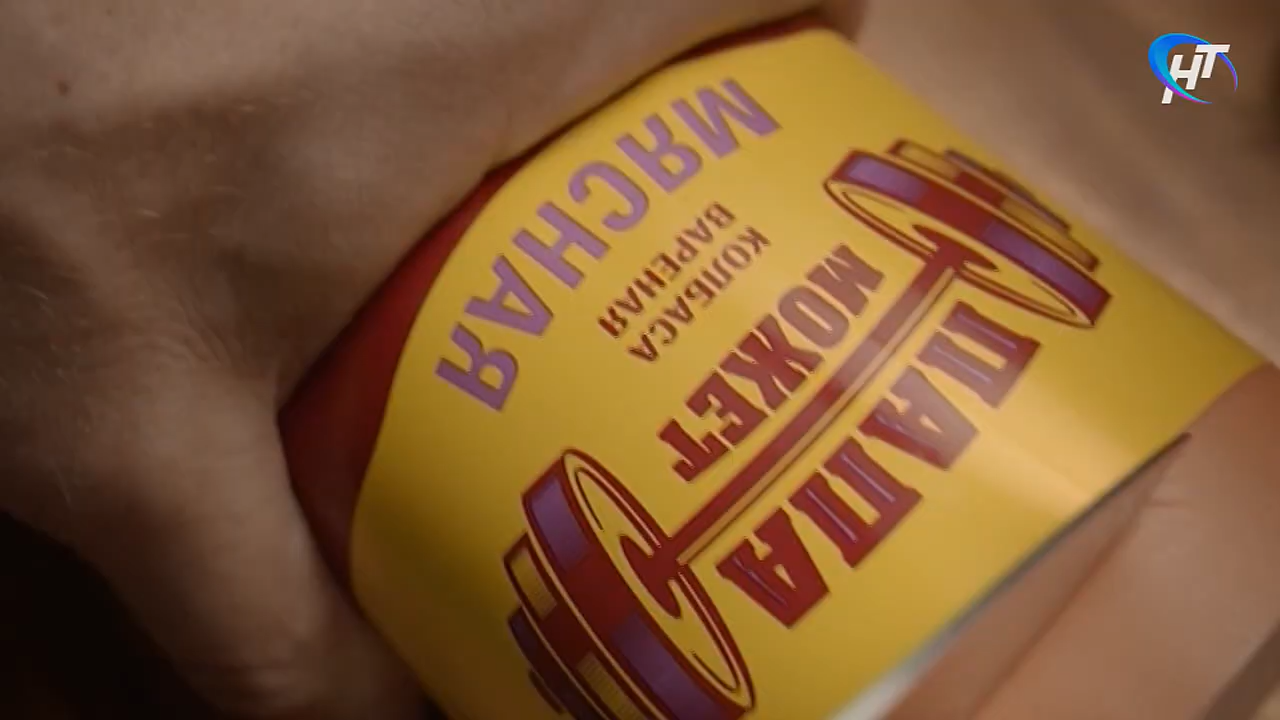 ПАПА
МОЖЕТ
КОЛБАСА
ВАРЕНАЯ
МЯСНАЯ
НТ